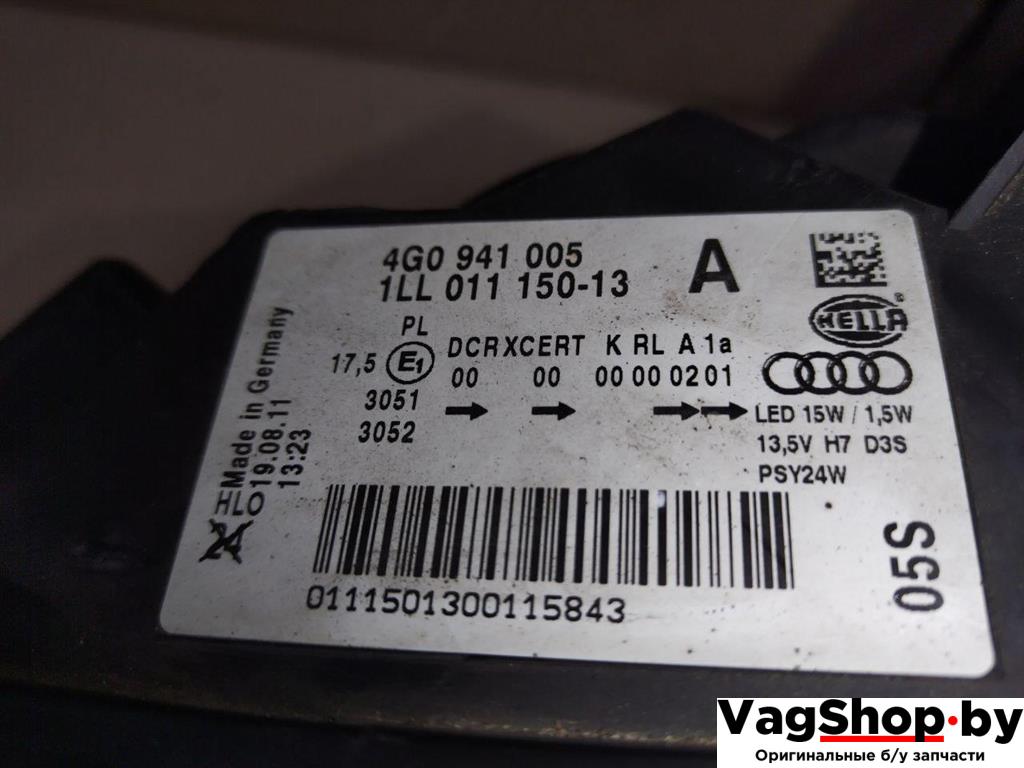 4G0 941 005
1LL 011 150-13
A
HELLA
®
PL
17,5 E1 DCRXCERT K RL A 1a
00 00 00 00 02 01
3051
3052
LED 15W / 1,5W
13,5V H7 D3S
PSY24W
Made in Germany
19.08.11
13:23
HLO
0111501300115843
05S
VagShop.by
Оригинальные б/у запчасти